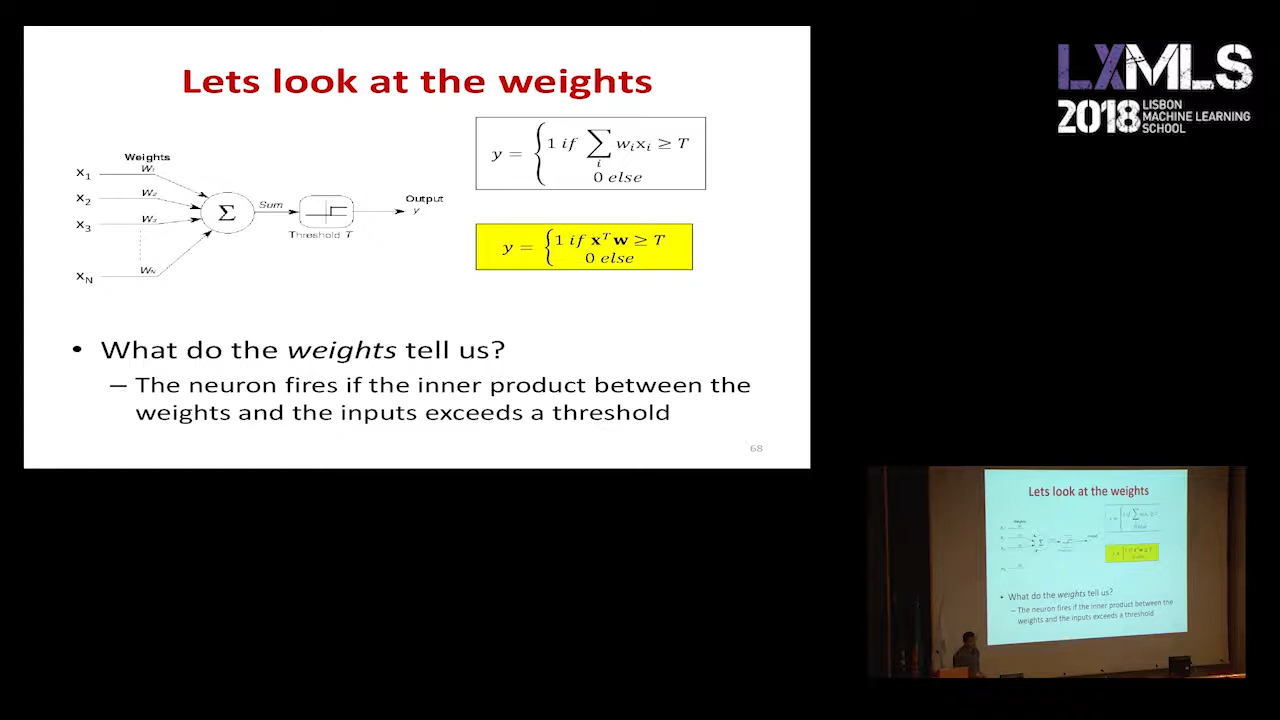 Lets look at the weights
Weights
x1 W1
x2 W2
x3 W3
xN WN
Σ
Sum
Threshold T
Output
y
y = { 1 if ∑i wixi ≥ T
0 else
y = { 1 if xTw ≥ T
0 else
• What do the weights tell us?
– The neuron fires if the inner product between the
weights and the inputs exceeds a threshold
68
LXMLS
2018 LISBON
MACHINE LEARNING
SCHOOL
Lets look at the weights
• What do the weights tell us?
– The neuron fires if the inner product between the
weights and the inputs exceeds a threshold